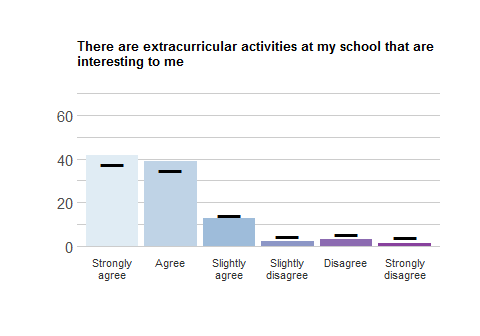 There are extracurricular activities at my school that are
interesting to me
60
40
20
0
Strongly
agree
Agree
Slightly
agree
Slightly
disagree
Disagree
Strongly
disagree